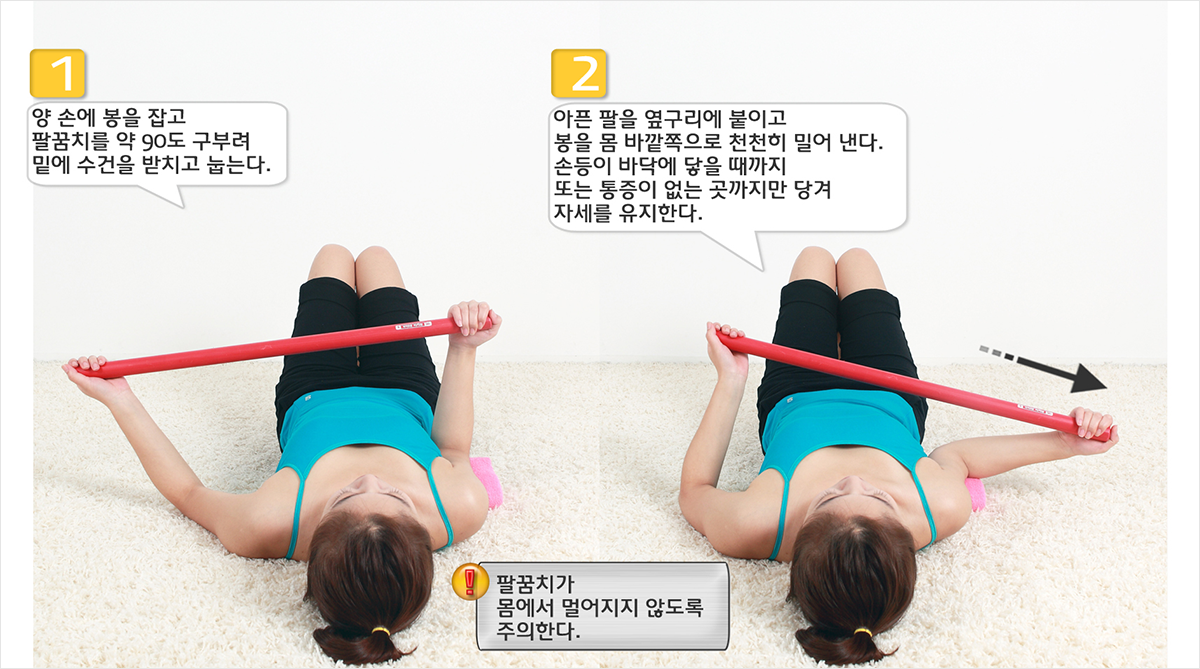 1
양 손에 봉을 잡고
팔꿈치를 약 90도 구부려
밑에 수건을 받치고 눕는다.
2
아픈 팔을 옆구리에 붙이고
봉을 몸 바깥쪽으로 천천히 밀어 낸다.
손등이 바닥에 닿을 때까지
또는 통증이 없는 곳까지만 당겨
자세를 유지한다.
팔꿈치가
몸에서 멀어지지 않도록
주의한다.